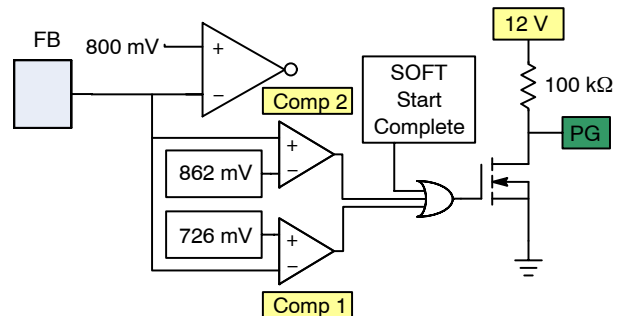 FB
800 mV
+
−
Comp 2
+
862 mV
−
726 mV
+
−
Comp 1
SOFT
Start
Complete
12 V
100 kΩ
PG